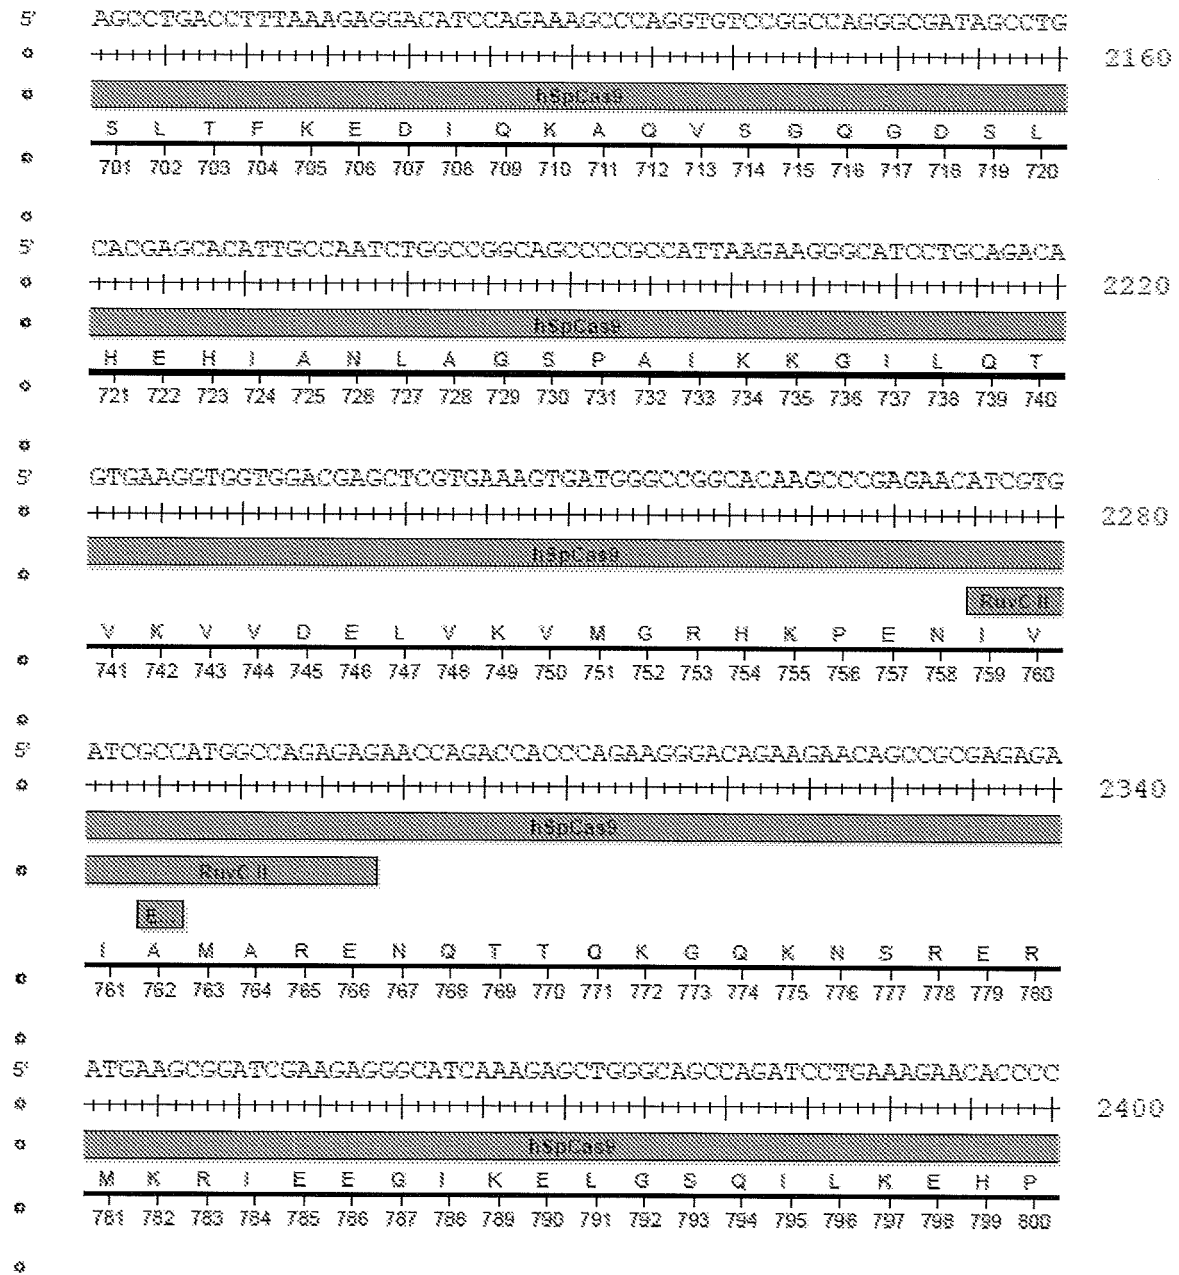 5' AGCCTGACCTTTAAAGAGGACATCCAGAAAGCCCAGGTGTCCGGCCAGGGCGATAGCCTG
2160
hSpCas9
S L T F K E D I Q K A Q V S G Q G D S L
701 702 703 704 705 706 707 708 709 710 711 712 713 714 715 716 717 718 719 720
5' CACGAGCACATTGCCAATCTGGCCGGCAGCCCCGCCATTAAGAAGGGCATCCTGCAGACA
2220
hSpCas9
H E H I A N L A G S P A I K K G I L Q T
721 722 723 724 725 726 727 728 729 730 731 732 733 734 735 736 737 738 739 740
5' GTGAAGGTGGTGGACGAGCTCGTGAAAGTGATGGGCCGGCACAAGCCCGAGAACATCGTG
2280
hSpCas9
RuvC II
V K V V D E L V K V M G R H K P E N I V
741 742 743 744 745 746 747 748 749 750 751 752 753 754 755 756 757 758 759 760
5' ATCGCCATGGCCAGAGAGAACCAGACCACCCAGAAGGGACAGAAGAACAGCCGCGAGAGA
2340
hSpCas9
RuvC II
E...
I A M A R E N Q T T Q K G Q K N S R E R
761 762 763 764 765 766 767 768 769 770 771 772 773 774 775 776 777 778 779 780
5' ATGAAGCGGATCGAAGAGGGCATCAAAGAGCTGGGCAGCCAGATCCTGAAAGAACACCCC
2400
hSpCas9
M K R I E E G I K E L G S Q I L K E H P
781 782 783 784 785 786 787 788 789 790 791 792 793 794 795 796 797 798 799 800